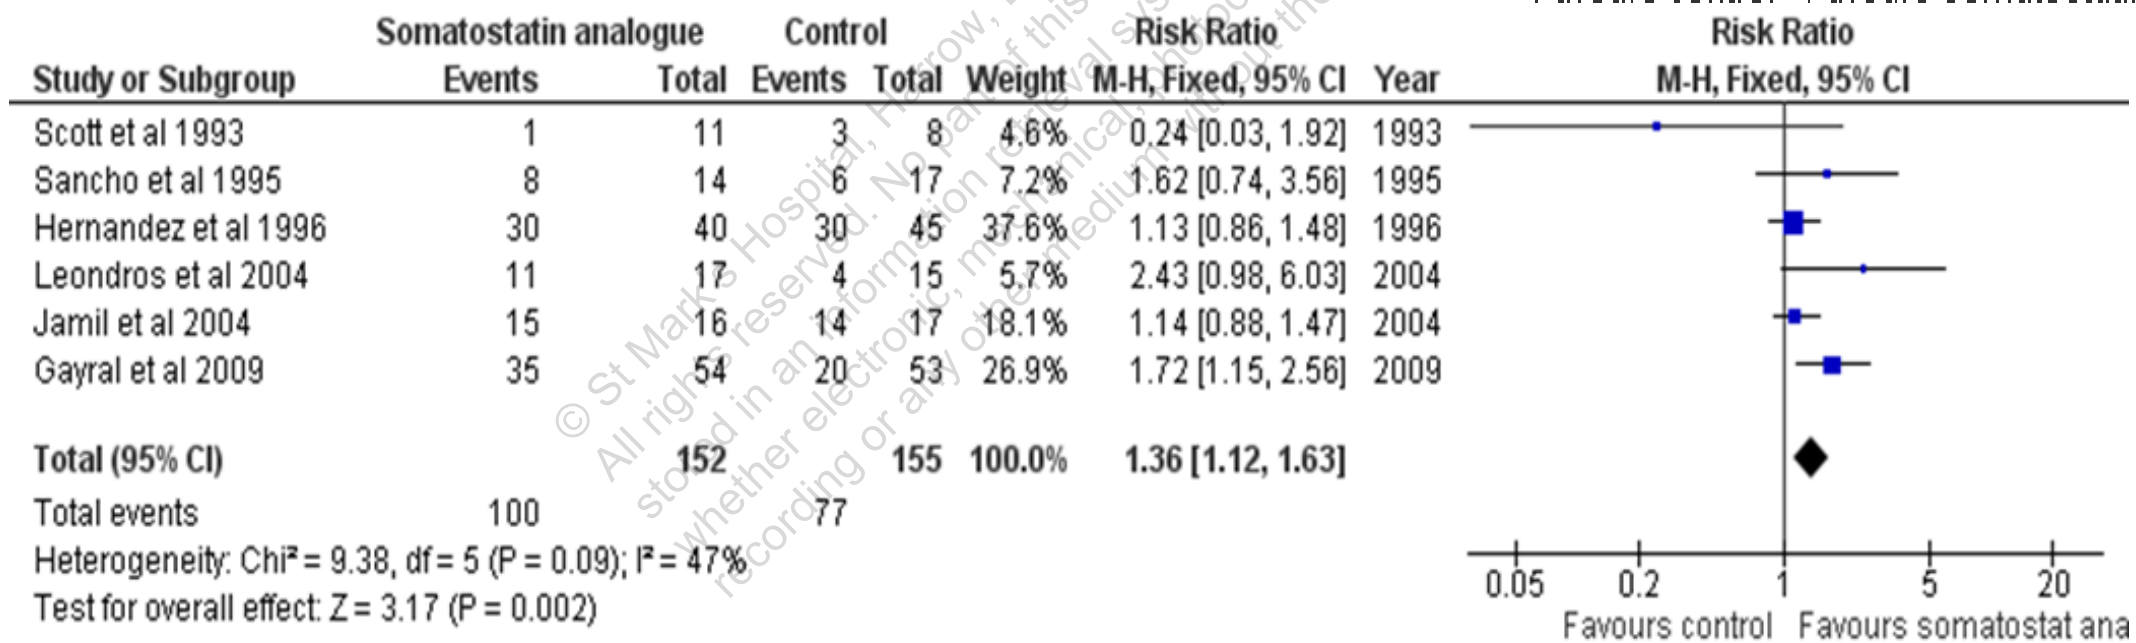 Somatostatin analogue Control Risk Ratio Risk Ratio
Study or Subgroup Events Total Events Total Weight M-H, Fixed, 95% CI Year M-H, Fixed, 95% CI
Scott et al 1993 1 11 3 8 4.6% 0.24 [0.03, 1.92] 1993
Sancho et al 1995 8 14 6 17 7.2% 1.62 [0.74, 3.56] 1995
Hernandez et al 1996 30 40 30 45 37.6% 1.13 [0.86, 1.48] 1996
Leondros et al 2004 11 17 4 15 5.7% 2.43 [0.98, 6.03] 2004
Jamil et al 2004 15 16 14 17 18.1% 1.14 [0.88, 1.47] 2004
Gayral et al 2009 35 54 20 53 26.9% 1.72 [1.15, 2.56] 2009
Total (95% CI) 152 155 100.0% 1.36 [1.12, 1.63]
Total events 100 77
Heterogeneity: Chi² = 9.38, df = 5 (P = 0.09); I² = 47%
Test for overall effect: Z = 3.17 (P = 0.002)
0.05 0.2 1 5 20
Favours control Favours somatostat ana
© St Mark's Hospital, Harrow,
All rights reserved. No part of this
stored in an information retrieval
whether electronic, mechanical,
recording or any other medium without